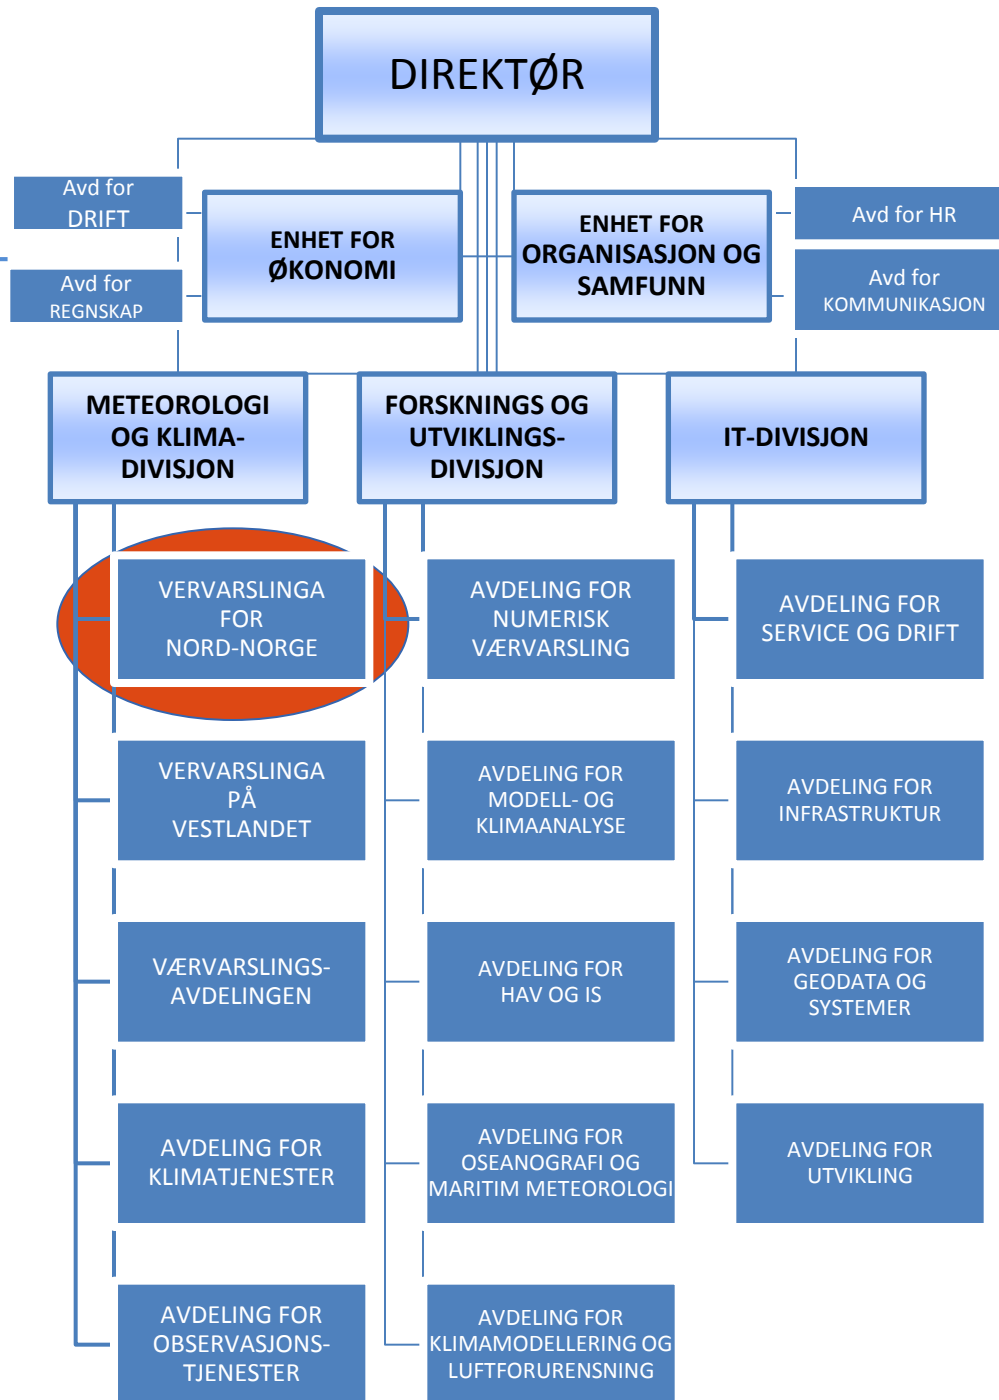 DIREKTØR
Avd for
DRIFT
ENHET FOR
ØKONOMI
ENHET FOR
ORGANISASJON OG
SAMFUNN
Avd for HR
Avd for
REGNSKAP
Avd for
KOMMUNIKASJON
METEOROLOGI
OG KLIMA-
DIVISJON
FORSKNINGS OG
UTVIKLINGS-
DIVISJON
IT-DIVISJON
VERVARSLINGA
FOR
NORD-NORGE
AVDELING FOR
NUMERISK
VÆRVARSLING
AVDELING FOR
SERVICE OG DRIFT
VERVARSLINGA
PÅ
VESTLANDET
AVDELING FOR
MODELL- OG
KLIMAANALYSE
AVDELING FOR
INFRASTRUKTUR
VÆRVARSLINGS-
AVDELINGEN
AVDELING FOR
HAV OG IS
AVDELING FOR
GEODATA OG
SYSTEMER
AVDELING FOR
KLIMATJENESTER
AVDELING FOR
OSEANOGRAFI OG
MARITIM METEOROLOGI
AVDELING FOR
UTVIKLING
AVDELING FOR
OBSERVASJONS-
TJENESTER
AVDELING FOR
KLIMAMODELLERING OG
LUFTFORURENSNING